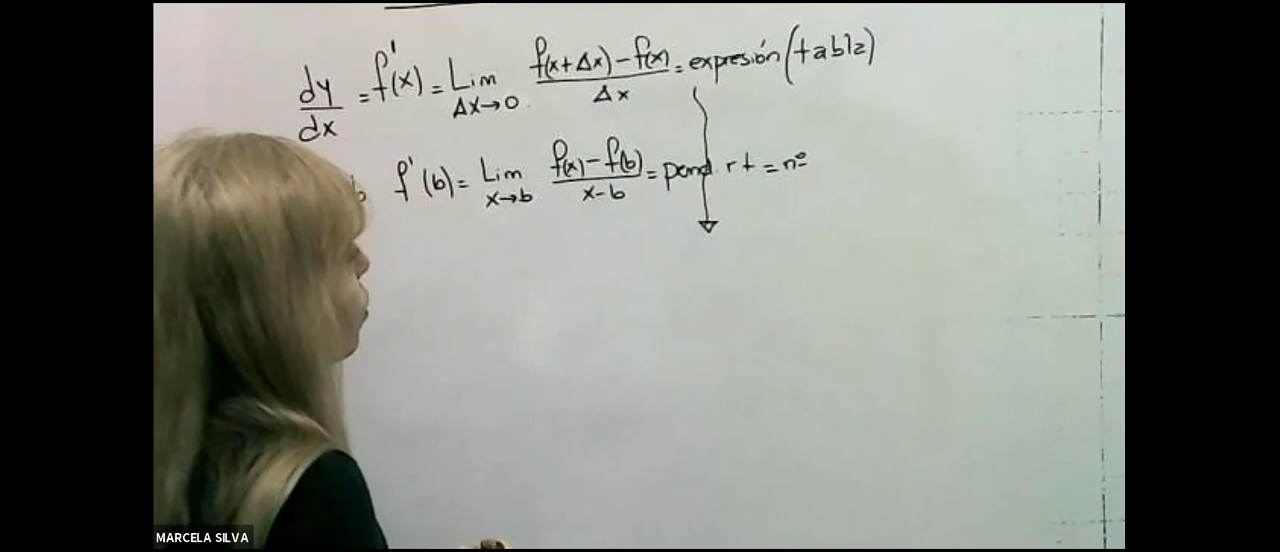 dy/dx = f'(x) = Lim Δx→0 f(x+Δx)-f(x)/Δx = expresión (tabla)
f'(b) = Lim x→b f(x)-f(b)/x-b = pend. rt = nº
MARCELA SILVA